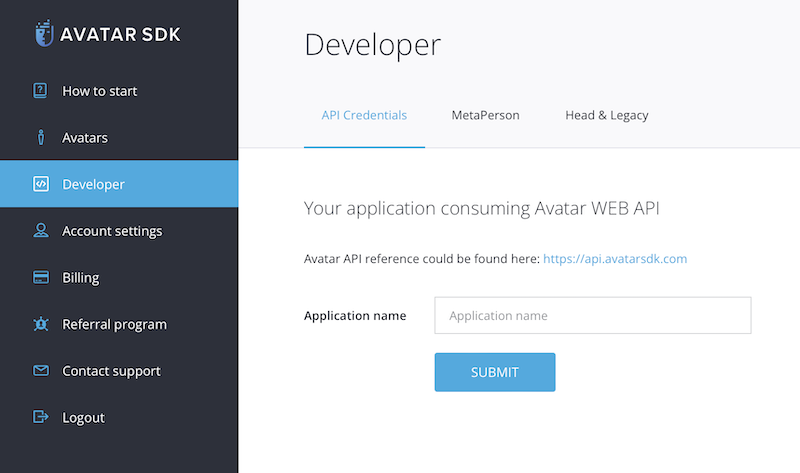 AVATAR SDK
How to start
Avatars
Developer
Account settings
Billing
Referral program
Contact support
Logout
Developer
API Credentials MetaPerson Head & Legacy
Your application consuming Avatar WEB API
Avatar API reference could be found here: https://api.avatarsdk.com
Application name Application name
SUBMIT